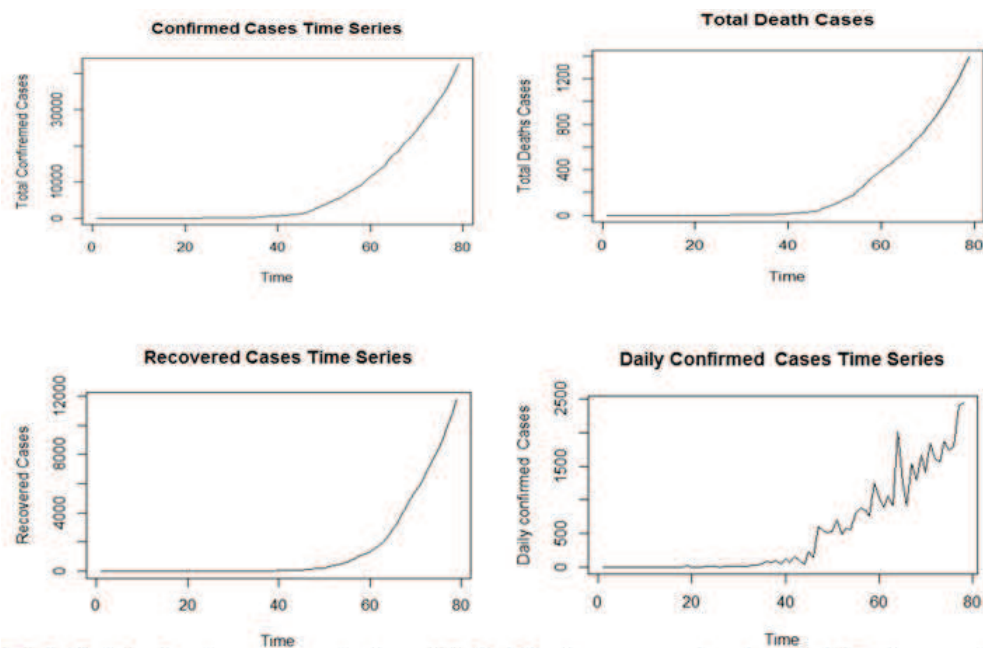 Confirmed Cases Time Series
Total Confiremed Cases
30000
10000
0
0 20 40 60 80
Time
Total Death Cases
Total Deaths Cases
1200
800
400
0
0 20 40 60 80
Time
Recovered Cases Time Series
Recovered Cases
12000
8000
4000
0
0 20 40 60 80
Time
Daily Confirmed Cases Time Series
Daily confirmed Cases
2500
1500
500
0
0 20 40 60 80
Time